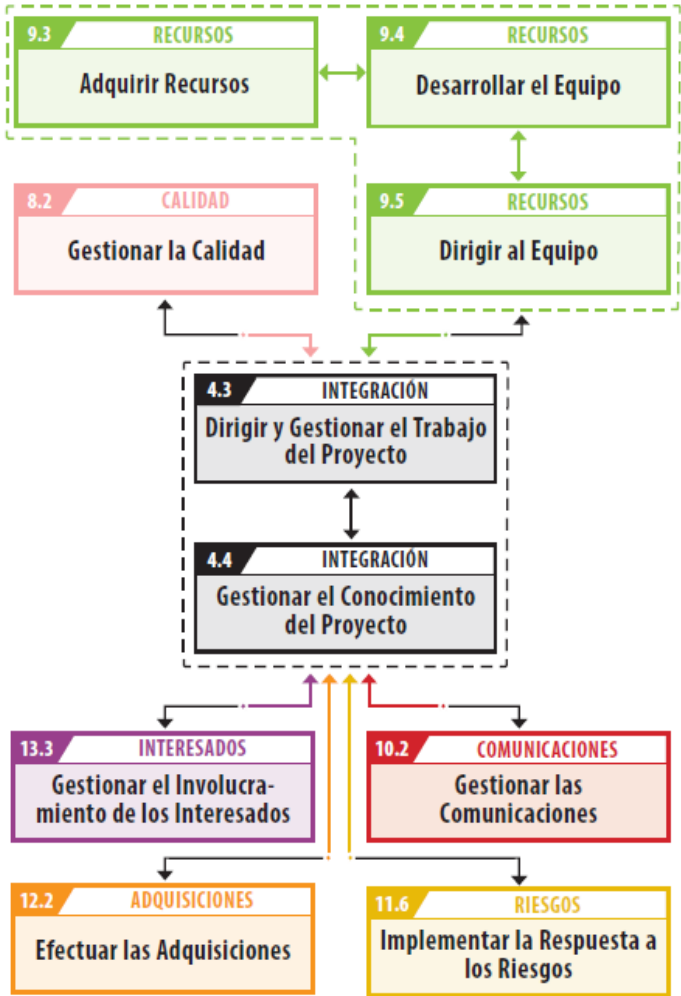 9.3 RECURSOS
Adquirir Recursos
9.4 RECURSOS
Desarrollar el Equipo
8.2 CALIDAD
Gestionar la Calidad
9.5 RECURSOS
Dirigir al Equipo
4.3 INTEGRACIÓN
Dirigir y Gestionar el Trabajo
del Proyecto
4.4 INTEGRACIÓN
Gestionar el Conocimiento
del Proyecto
13.3 INTERESADOS
Gestionar el Involucra-
miento de los Interesados
10.2 COMUNICACIONES
Gestionar las
Comunicaciones
12.2 ADQUISICIONES
Efectuar las Adquisiciones
11.6 RIESGOS
Implementar la Respuesta a
los Riesgos